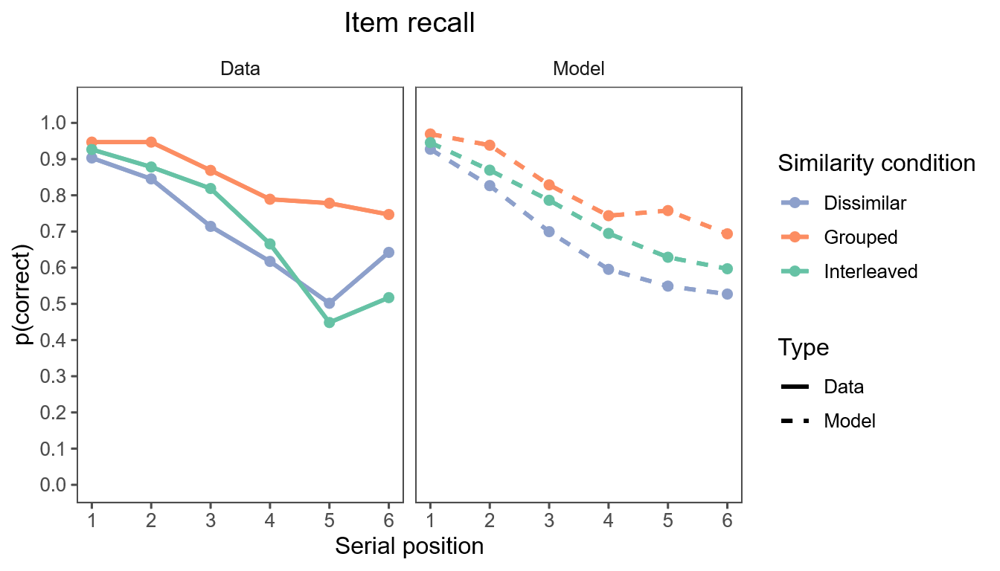 Item recall
Data
Model
p(correct)
1.0
0.9
0.8
0.7
0.6
0.5
0.4
0.3
0.2
0.1
0.0
1 2 3 4 5 6
1 2 3 4 5 6
Serial position
Similarity condition
Dissimilar
Grouped
Interleaved
Type
Data
Model